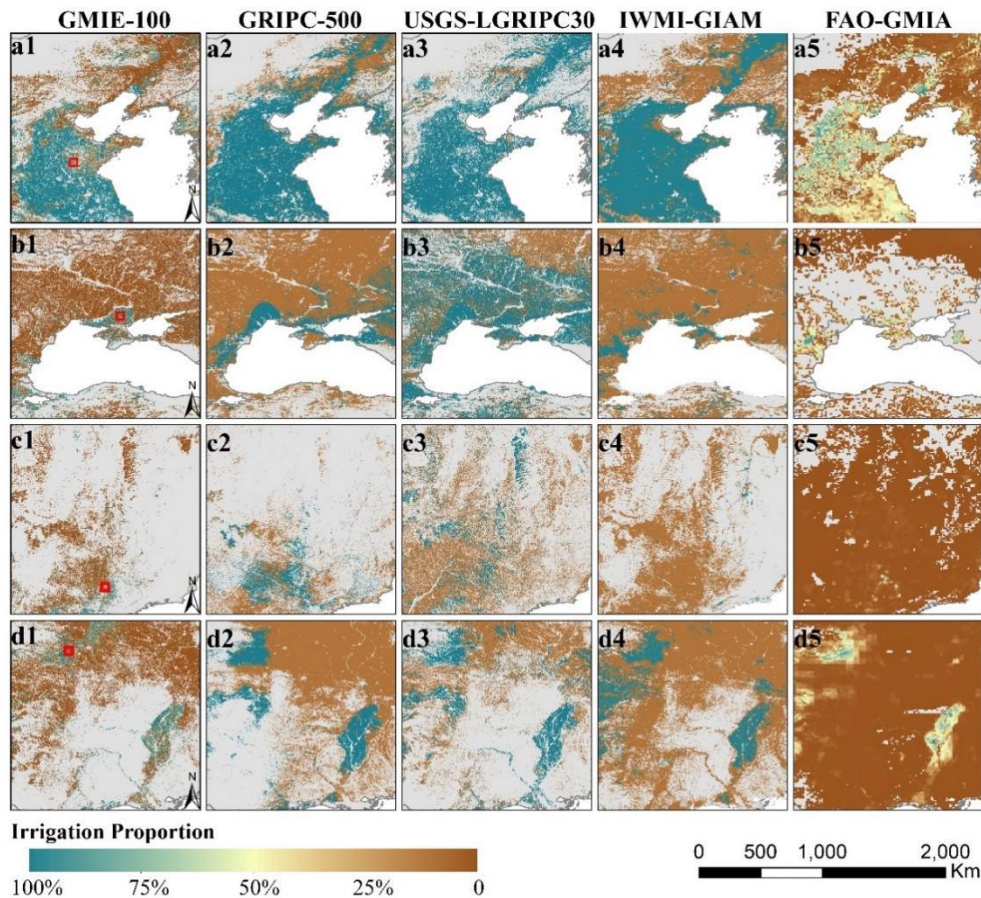 GMIE-100 GRIPC-500 USGS-LGRIPC30 IWMI-GIAM FAO-GMIA
a1 a2 a3 a4 a5
N
b1 b2 b3 b4 b5
N
c1 c2 c3 c4 c5
N
d1 d2 d3 d4 d5
N
Irrigation Proportion
100% 75% 50% 25% 0
0 500 1,000 2,000
Km